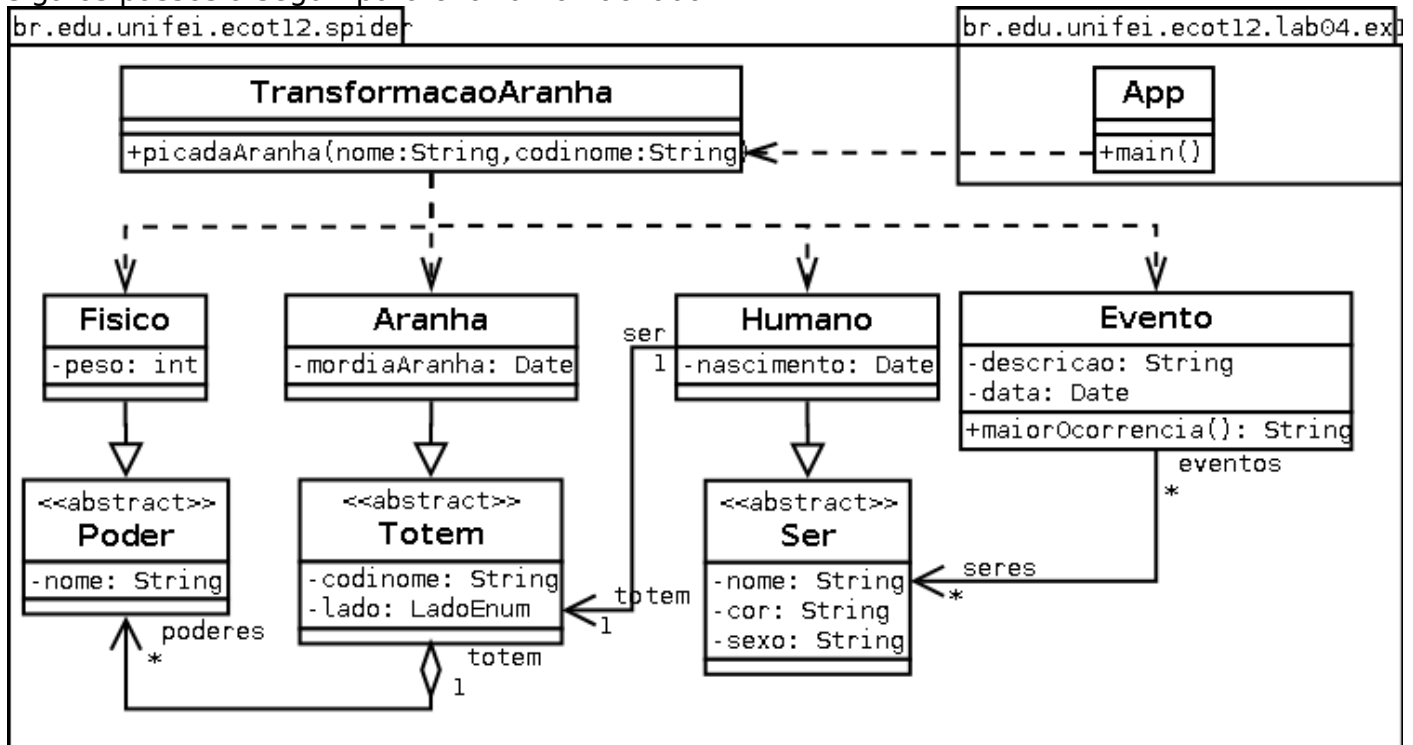 br.edu.unifei.ecot12.spider
br.edu.unifei.ecot12.lab04.ex1
TransformacaoAranha
+picadaAranha(nome:String,codinome:String)
App
+main()
Fisico
-peso: int
Aranha
-mordiaAranha: Date
ser
1
Humano
-nascimento: Date
Evento
-descricao: String
-data: Date
+maiorOcorrencia(): String
eventos
*
<<abstract>>
Poder
-nome: String
poderes
*
<<abstract>>
Totem
-codinome: String
-lado: LadoEnum
totem
1
totem
1
<<abstract>>
Ser
-nome: String
-cor: String
-sexo: String
seres
*